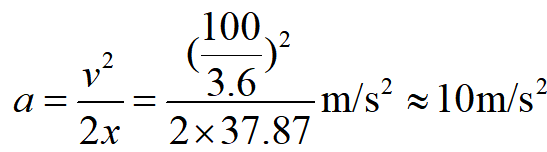 a = v²/2x = (100/3.6)²/2×37.87 m/s² ≈ 10m/s²